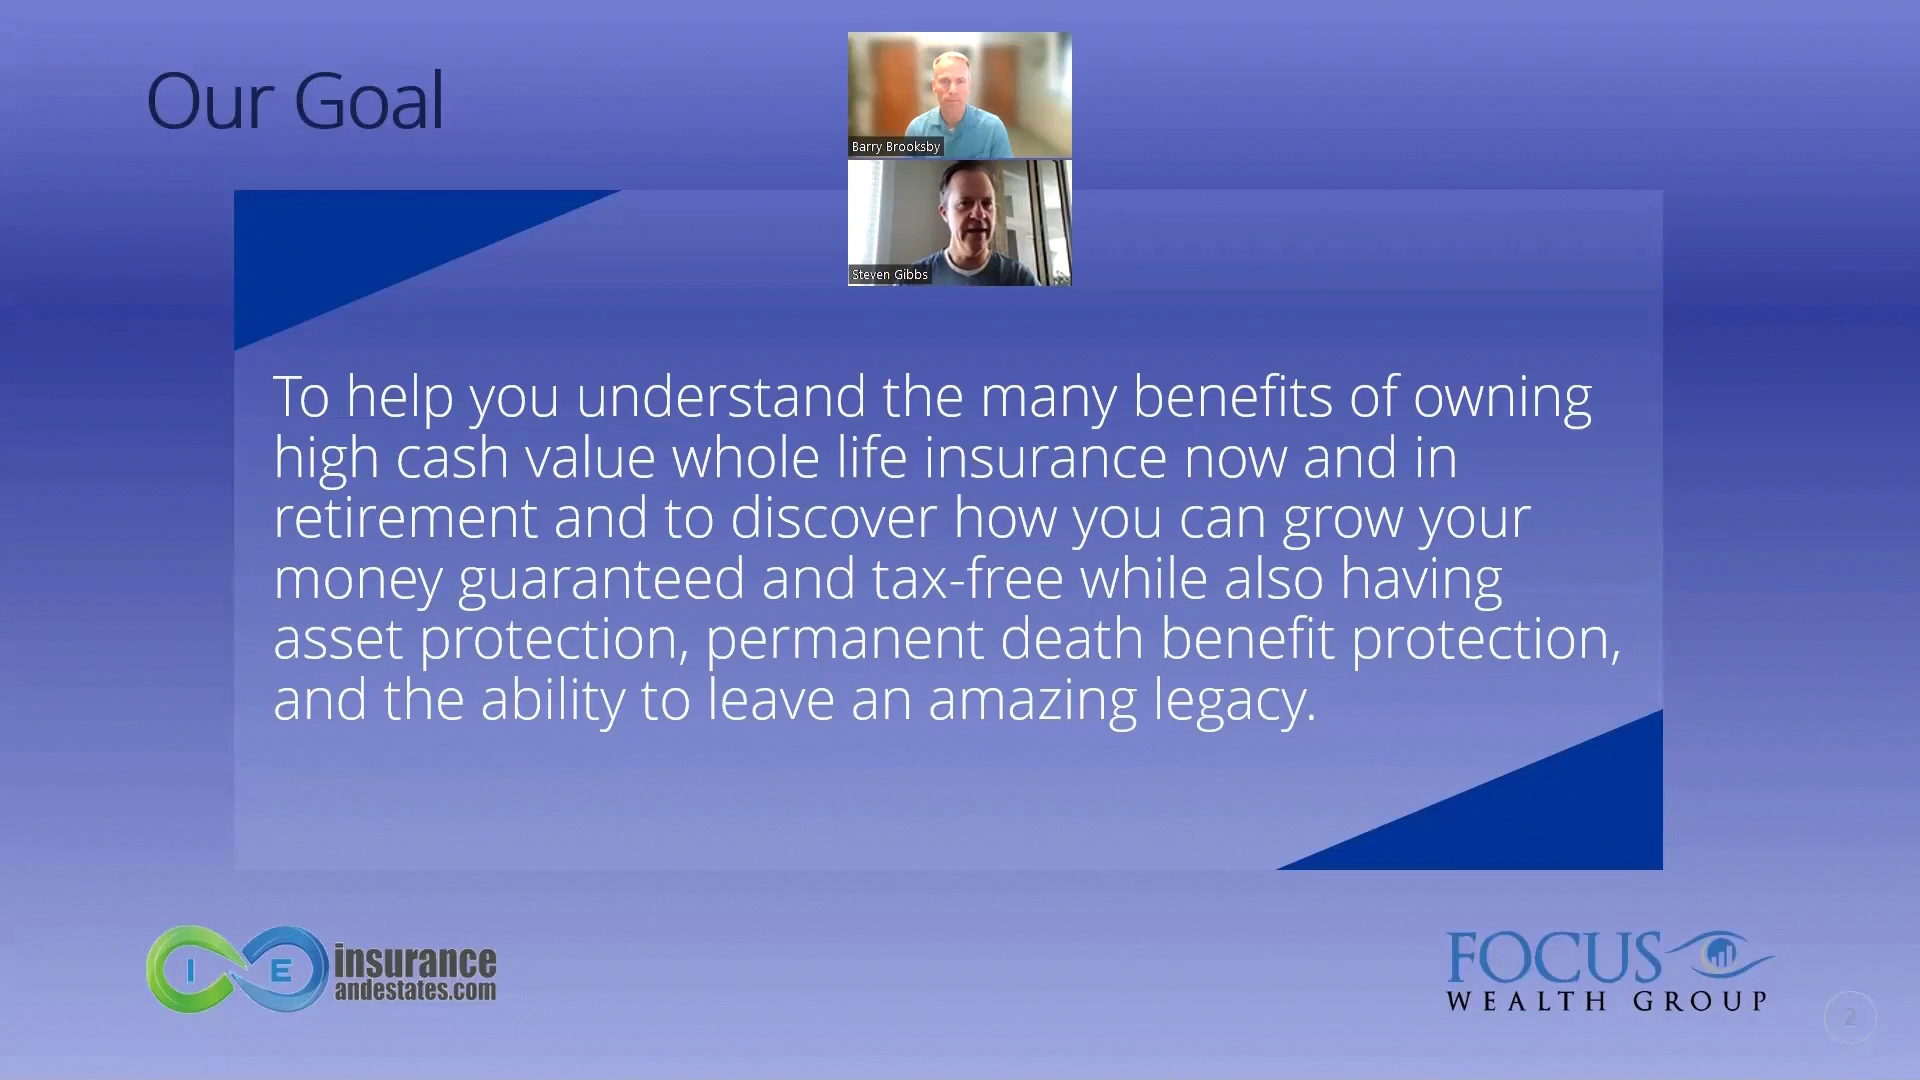 Our Goal
Barry Brooksby
Steven Gibbs
To help you understand the many benefits of owning
high cash value whole life insurance now and in
retirement and to discover how you can grow your
money guaranteed and tax-free while also having
asset protection, permanent death benefit protection,
and the ability to leave an amazing legacy.
I E
insurance
andestates.com
FOCUS
WEALTH GROUP
2